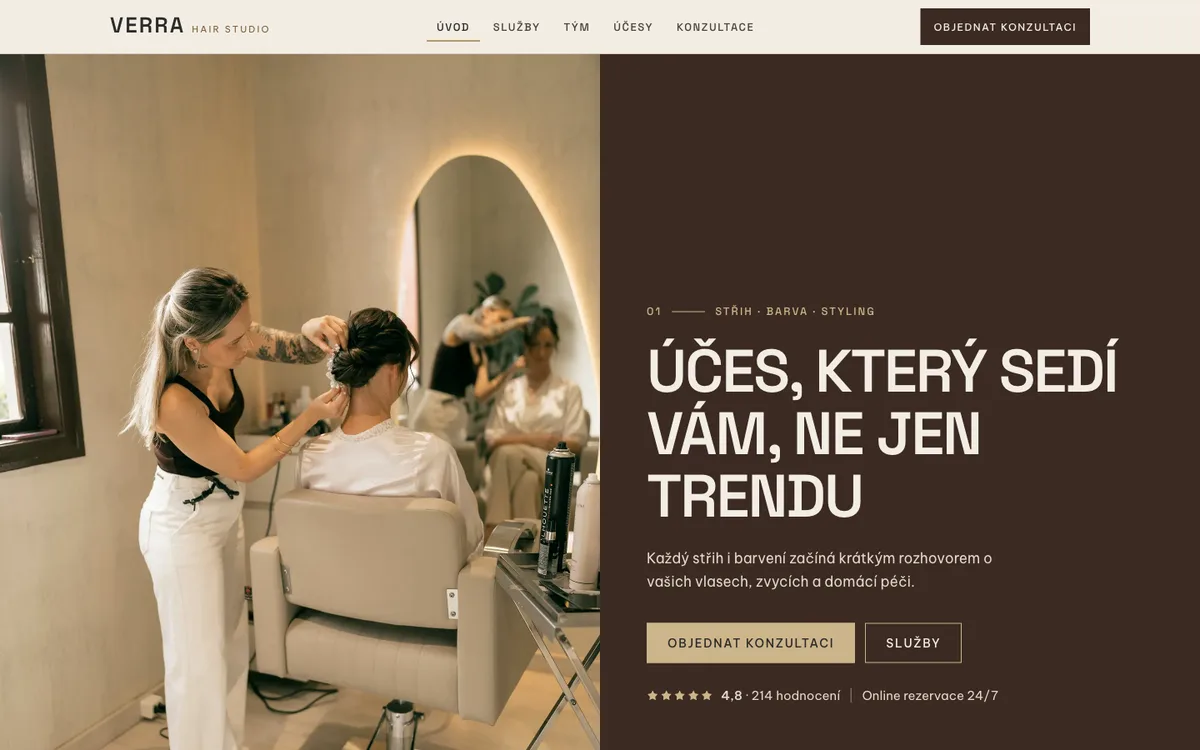 VERRA HAIR STUDIO
ÚVOD SLUŽBY TÝM ÚČESY KONZULTACE
OBJEDNAT KONZULTACI
01 STŘIH · BARVA · STYLING
ÚČES, KTERÝ SEDÍ
VÁM, NE JEN
TRENDU
Každý střih i barvení začíná krátkým rozhovorem o
vašich vlasech, zvycích a domácí péči.
OBJEDNAT KONZULTACI SLUŽBY
★★★★★ 4,8 · 214 hodnocení | Online rezervace 24/7